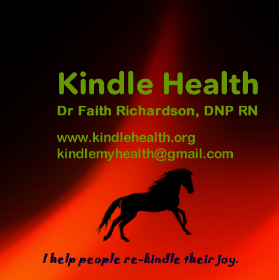 Kindle Health
Dr Faith Richardson, DNP RN
www.kindlehealth.org
kindlemyhealth@gmail.com
I help people re-kindle their joy.